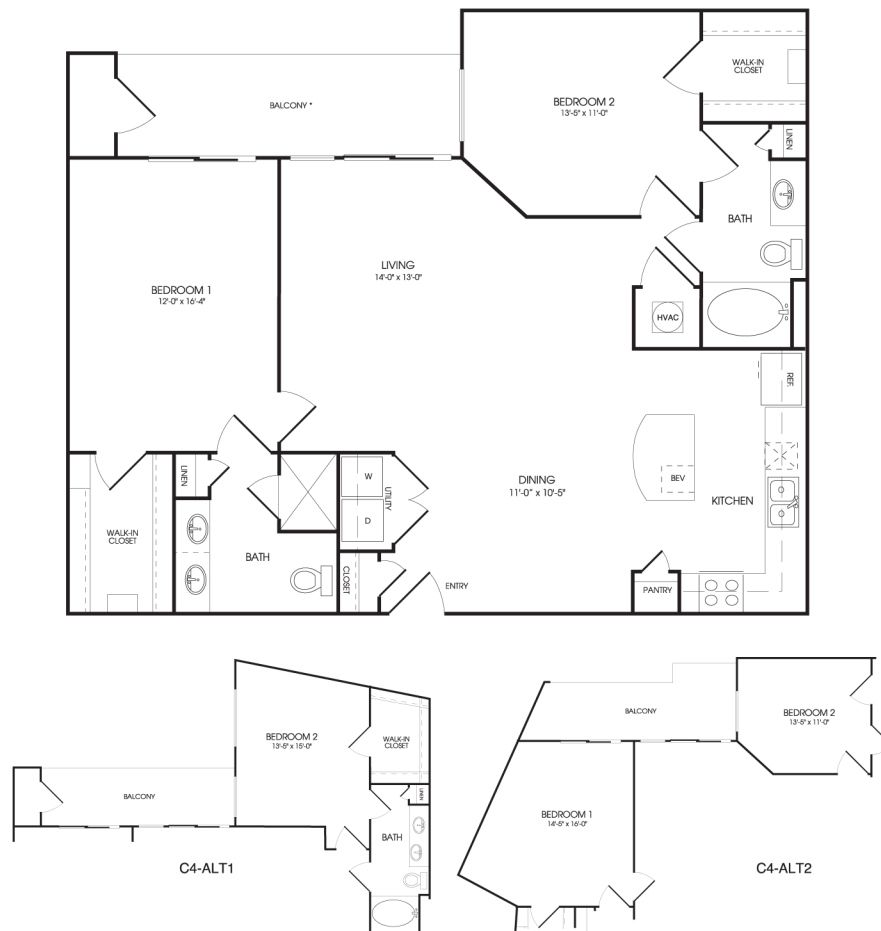 WALK-IN
CLOSET
BEDROOM 2
13'-5" x 11'-0"
BALCONY *
LINEN
BATH
LIVING
14'-0" x 13'-0"
BEDROOM 1
12'-0" x 16'-4"
HVAC
REF.
LINEN
W
UTILITY
D
DINING
11'-0" x 10'-5"
BEV
KITCHEN
WALK-IN
CLOSET
BATH
CLOSET
ENTRY
PANTRY
BEDROOM 2
13'-5" x 15'-0"
WALK-IN
CLOSET
BALCONY
LINEN
BATH
C4-ALT1
BALCONY
BEDROOM 2
13'-5" x 11'-0"
BEDROOM 1
14'-5" x 16'-0"
C4-ALT2